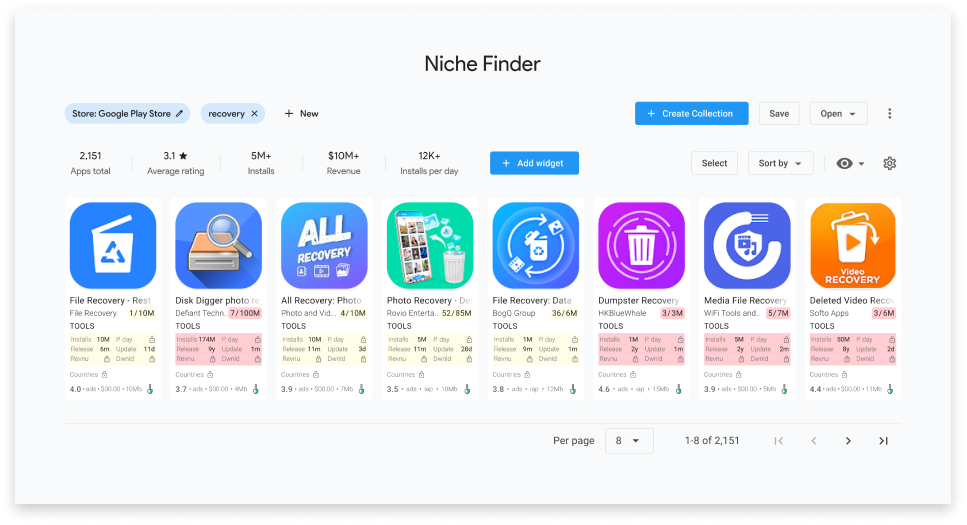 Niche Finder
Store: Google Play Store
recovery
+ New
+ Create Collection
Save
Open
2,151
Apps total
3.1 ★
Average rating
5M+
Installs
$10M+
Revenue
12K+
Installs per day
+ Add widget
Select
Sort by
File Recovery - Rest
File Recovery 1/10M
TOOLS
Installs 10M P. day
Release 6m Update 11d
Revnu Dwnld
Countries
4.0 • ads • $00.00 • 10Mb
Disk Digger photo re
Defiant Techn.. 7/100M
TOOLS
Installs 174M P. day
Release 9y Update 1m
Revnu Dwnld
Countries
3.7 • ads • $00.00 • 4Mb
ALL
RECOVERY
All Recovery: Photo
Photo and Vid... 4/10M
TOOLS
Installs 10M P. day
Release 11m Update 3d
Revnu Dwnld
Countries
3.9 • ads • $00.00 • 7Mb
Photo Recovery - Del
Rovio Enterta.. 52/85M
TOOLS
Installs 5M P. day
Release 11m Update 28d
Revnu Dwnld
Countries
3.5 • ads • iap • 10Mb
File Recovery: Data
BogQ Group 36/6M
TOOLS
Installs 1M P. day
Release 9m Update 1m
Revnu Dwnld
Countries
3.8 • ads • iap • 12Mb
Dumpster Recovery
HKBlueWhale 3/3M
TOOLS
Installs 1M P. day
Release 2y Update 1m
Revnu Dwnld
Countries
4.6 • ads • iap • 15Mb
Media File Recovery
WiFi Tools and.. 5/7M
TOOLS
Installs 5M P. day
Release 2y Update 2m
Revnu Dwnld
Countries
3.9 • ads • $00.00 • 5Mb
Video
RECOVERY
Deleted Video Recov
Softo Apps 3/6M
TOOLS
Installs 50M P. day
Release 8y Update 2d
Revnu Dwnld
Countries
4.4 • ads • $00.00 • 11Mb
Per page 8 1-8 of 2,151